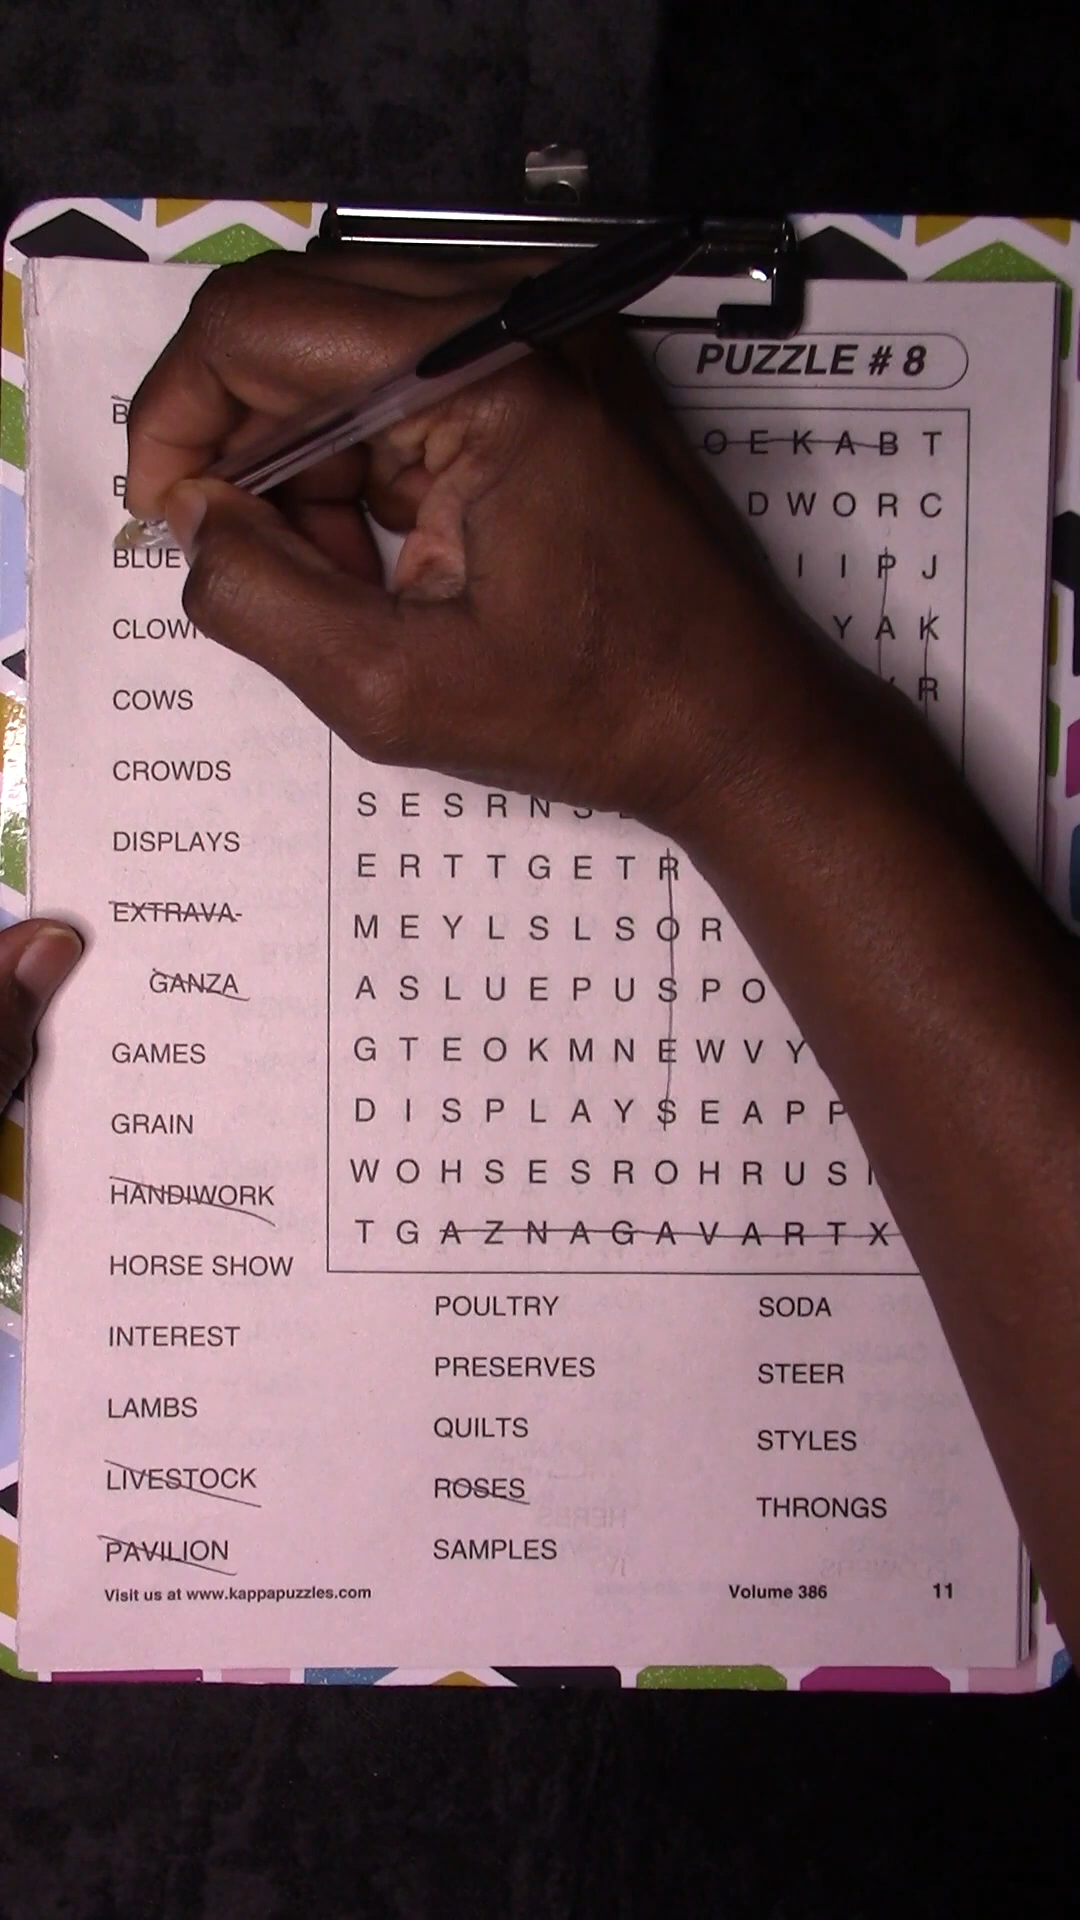 PUZZLE # 8
O E K A B T
D W O R C
I I P J
Y A K
R
S E S R N S
E R T T G E T R
M E Y L S L S O R
A S L U E P U S P O
G T E O K M N E W V Y
D I S P L A Y S E A P P
W O H S E S R O H R U S
T G A Z N A G A V A R T X
BLUE
CLOWN
COWS
CROWDS
DISPLAYS
EXTRAVA-
GANZA
GAMES
GRAIN
HANDIWORK
HORSE SHOW
INTEREST
LAMBS
LIVESTOCK
PAVILION
POULTRY
PRESERVES
QUILTS
ROSES
SAMPLES
SODA
STEER
STYLES
THRONGS
Visit us at www.kappapuzzles.com
Volume 386
11